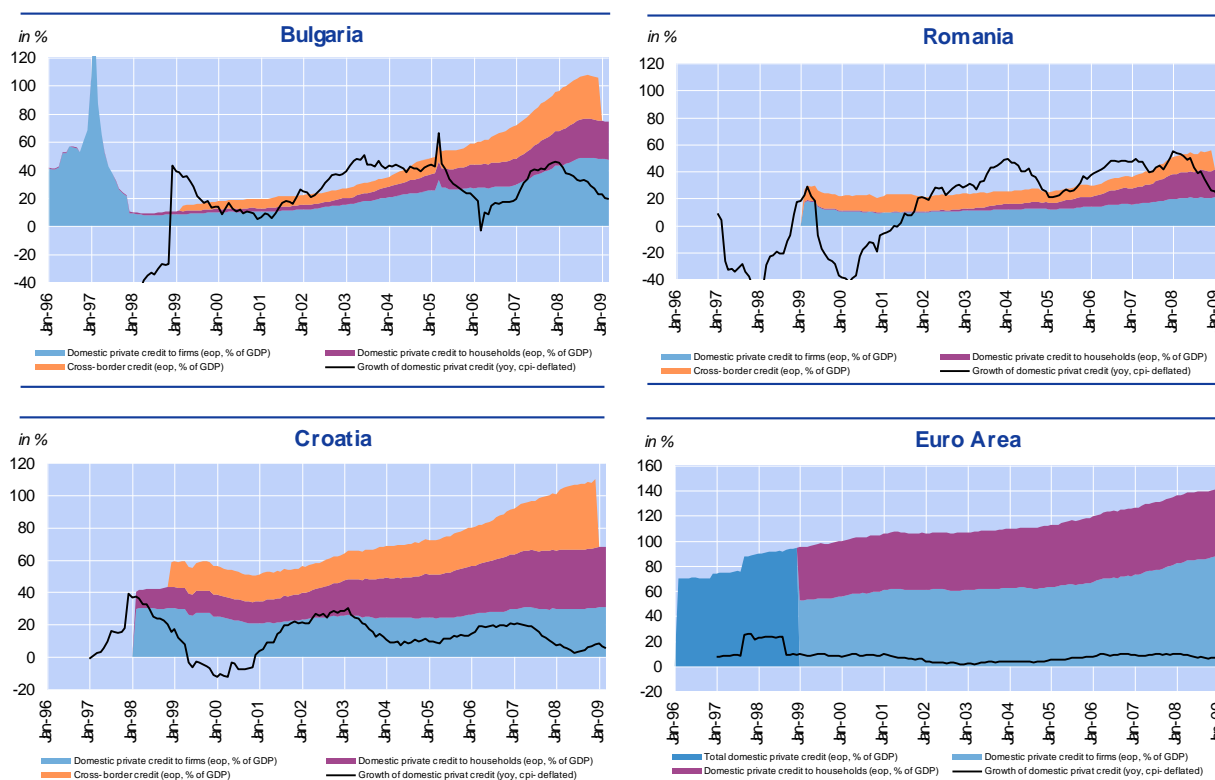 in %
Bulgaria
120
100
80
60
40
20
0
-20
-40
Jan-96
Jan-97
Jan-98
Jan-99
Jan-00
Jan-01
Jan-02
Jan-03
Jan-04
Jan-05
Jan-06
Jan-07
Jan-08
Jan-09
Domestic private credit to firms (eop, % of GDP)
Domestic private credit to households (eop, % of GDP)
Cross-border credit (eop, % of GDP)
Growth of domestic privat credit (yoy, cpi- deflated)
in %
Romania
120
100
80
60
40
20
0
-20
-40
Jan-96
Jan-97
Jan-98
Jan-99
Jan-00
Jan-01
Jan-02
Jan-03
Jan-04
Jan-05
Jan-06
Jan-07
Jan-08
Jan-09
Domestic private credit to firms (eop, % of GDP)
Domestic private credit to households (eop, % of GDP)
Cross- border credit (eop, % of GDP)
Growth of domestic privat credit (yoy, cpi- deflated)
in %
Croatia
120
100
80
60
40
20
0
-20
Jan-96
Jan-97
Jan-98
Jan-99
Jan-00
Jan-01
Jan-02
Jan-03
Jan-04
Jan-05
Jan-06
Jan-07
Jan-08
Jan-09
Domestic private credit to firms (eop, % of GDP)
Domestic private credit to households (eop, % of GDP)
Cross-border credit (eop, % of GDP)
Growth of domestic privat credit (yoy, cpi-deflated)
in %
Euro Area
160
140
120
100
80
60
40
20
0
-20
Jan-96
Jan-97
Jan-98
Jan-99
Jan-00
Jan-01
Jan-02
Jan-03
Jan-04
Jan-05
Jan-06
Jan-07
Jan-08
Jan-09
Total domestic private credit (eop, % of GDP)
Domestic private credit to firms (eop, % of GDP)
Domestic private credit to households (eop, % of GDP)
Growth of domestic privat credit (yoy, cpi-deflated)